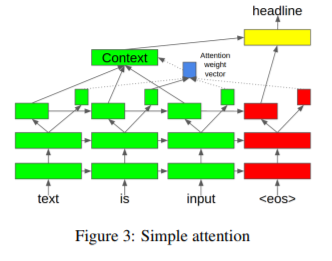 headline
Context
Attention
weight
vector
text is input <eos>
Figure 3: Simple attention